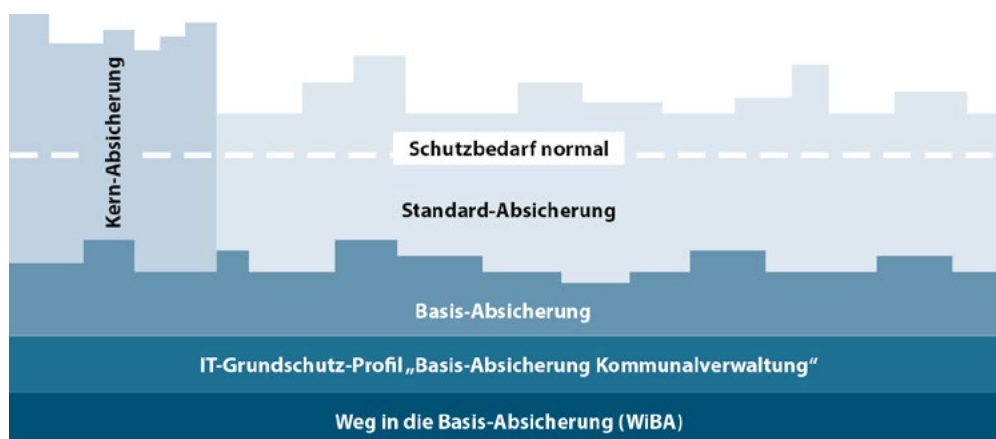 Kern-Absicherung
Schutzbedarf normal
Standard-Absicherung
Basis-Absicherung
IT-Grundschutz-Profil „Basis-Absicherung Kommunalverwaltung“
Weg in die Basis-Absicherung (WiBA)